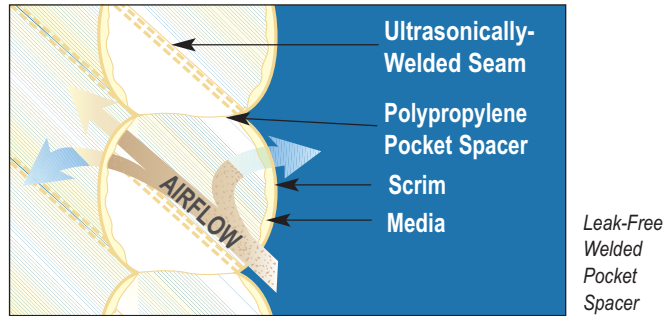 Ultrasonically-
Welded Seam
Polypropylene
Pocket Spacer
Scrim
Media
AIRFLOW
Leak-Free
Welded
Pocket
Spacer